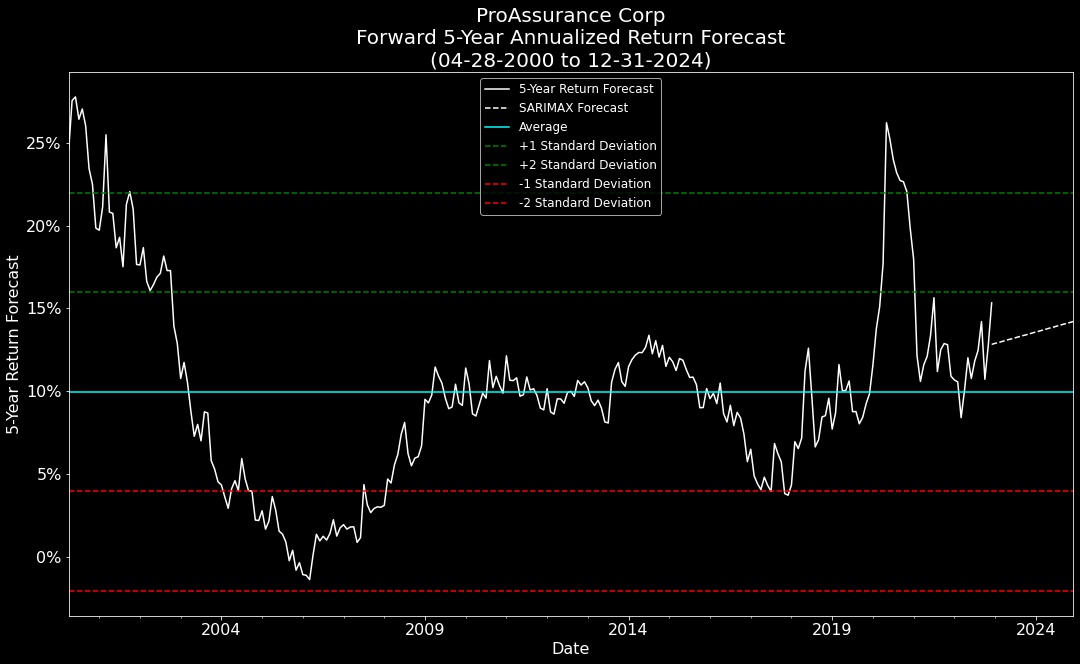 ProAssurance Corp
Forward 5-Year Annualized Return Forecast
(04-28-2000 to 12-31-2024)
5-Year Return Forecast
SARIMAX Forecast
Average
+1 Standard Deviation
+2 Standard Deviation
-1 Standard Deviation
-2 Standard Deviation
5-Year Return Forecast
25%
20%
15%
10%
5%
0%
2004
2009
2014
2019
2024
Date